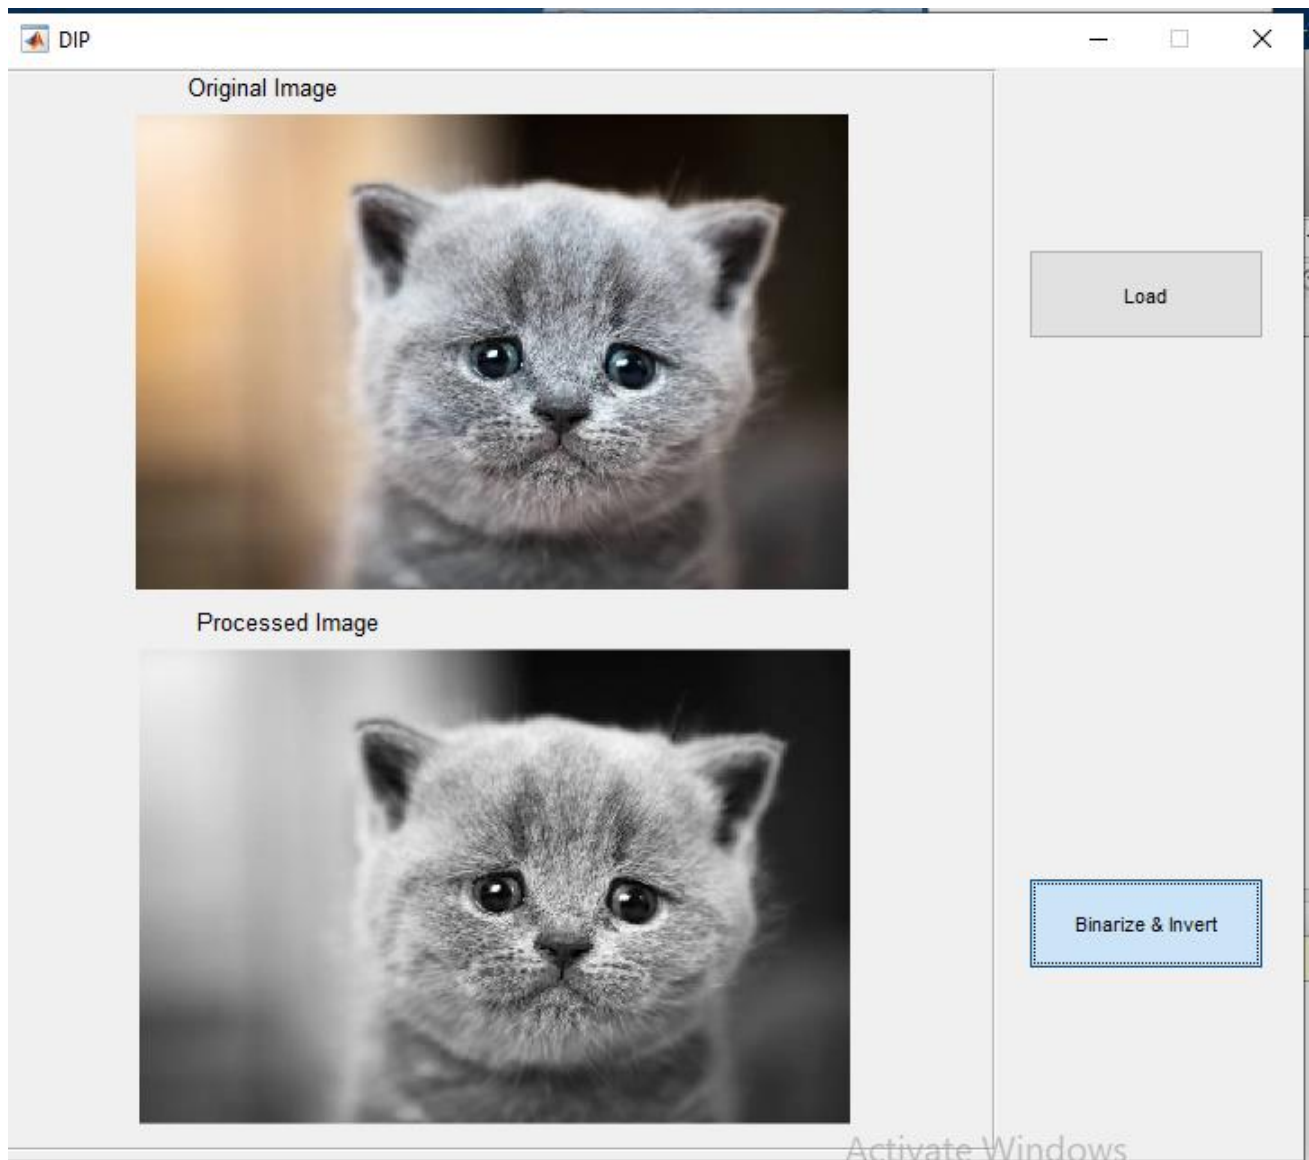 DIP
Original Image
Load
Processed Image
Binarize & Invert
Activate Windows